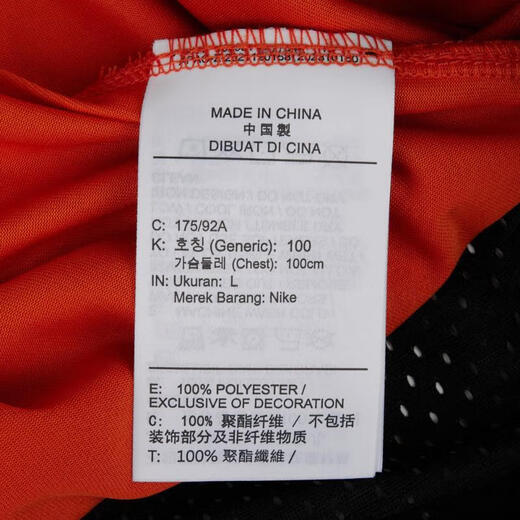 MADE IN CHINA
中国製
DIBUAT DI CINA
C: 175/92A
K: 호칭 (Generic): 100
가슴둘레 (Chest): 100cm
IN: Ukuran: L
Merek Barang: Nike
E: 100% POLYESTER /
EXCLUSIVE OF DECORATION
C: 100% 聚酯纤维 / 不包括
装饰部分及非纤维物质
T: 100% 聚酯纖維 /